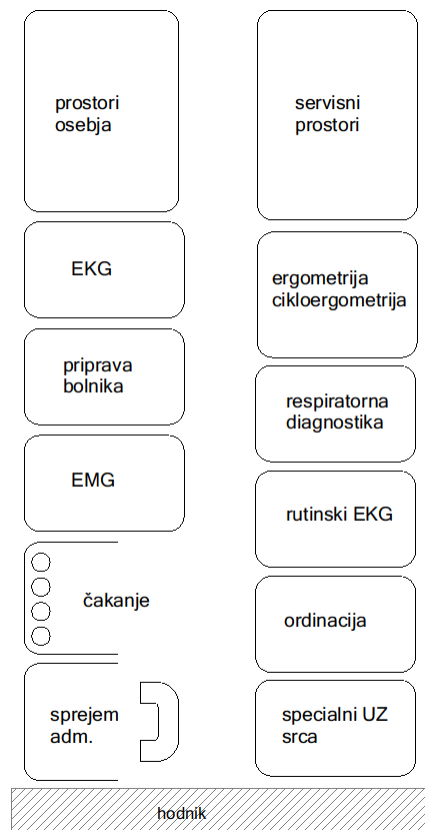 prostori
osebja
servisni
prostori
EKG
ergometrija
cikloergometrija
priprava
bolnika
respiratorna
diagnostika
EMG
rutinski EKG
čakanje
ordinacija
sprejem
adm.
specialni UZ
srca
hodnik